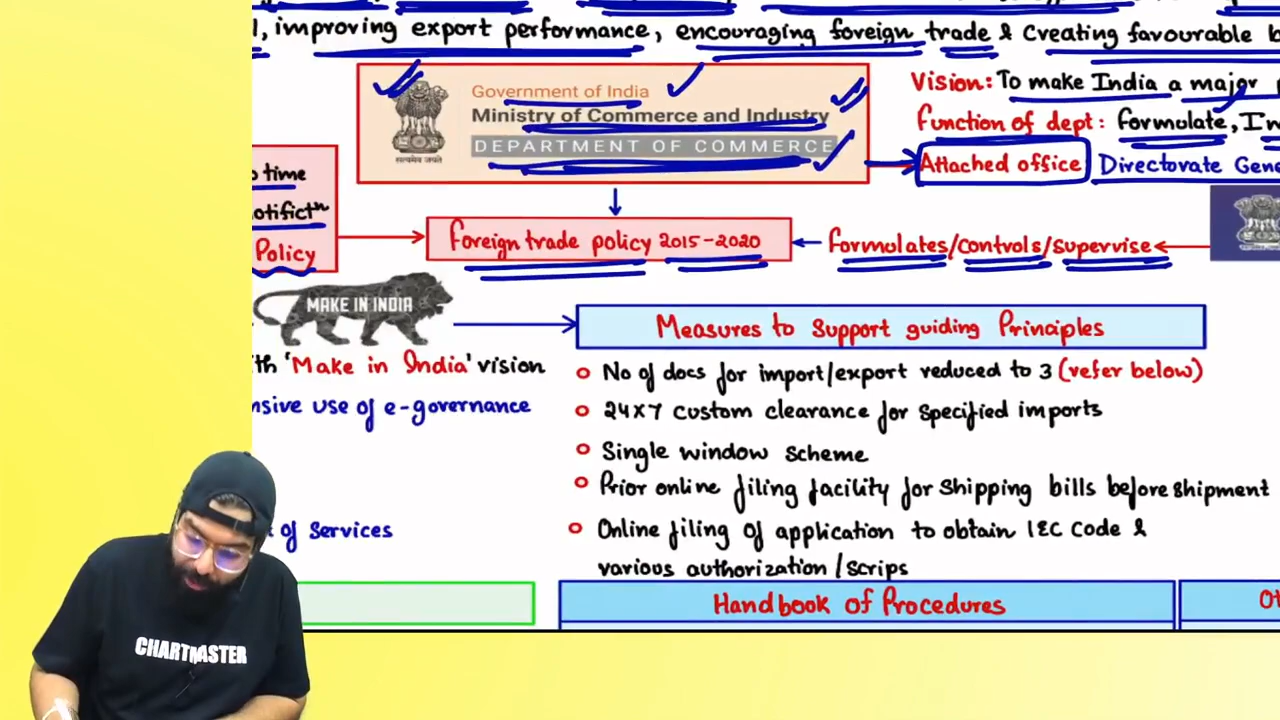 improving export performance, encouraging foreign trade & Creating favourable
Government of India
Ministry of Commerce and Industry
DEPARTMENT OF COMMERCE
सत्यमेव जयते
Vision: To make India a major
Function of dept: formulate,
Attached office Directorate
time
Policy
Foreign trade policy 2015-2020
formulates/controls/supervise
MAKE IN INDIA
Measures to support guiding Principles
'Make in India' vision
use of e-governance
of Services
No of docs for import/export reduced to 3 (refer below)
24X7 custom clearance for specified imports
Single window scheme
Prior online filing facility for shipping bills before shipment
Online filing of application to obtain IEC Code &
various authorization/scrips
Handbook of Procedures
CHARTMASTER